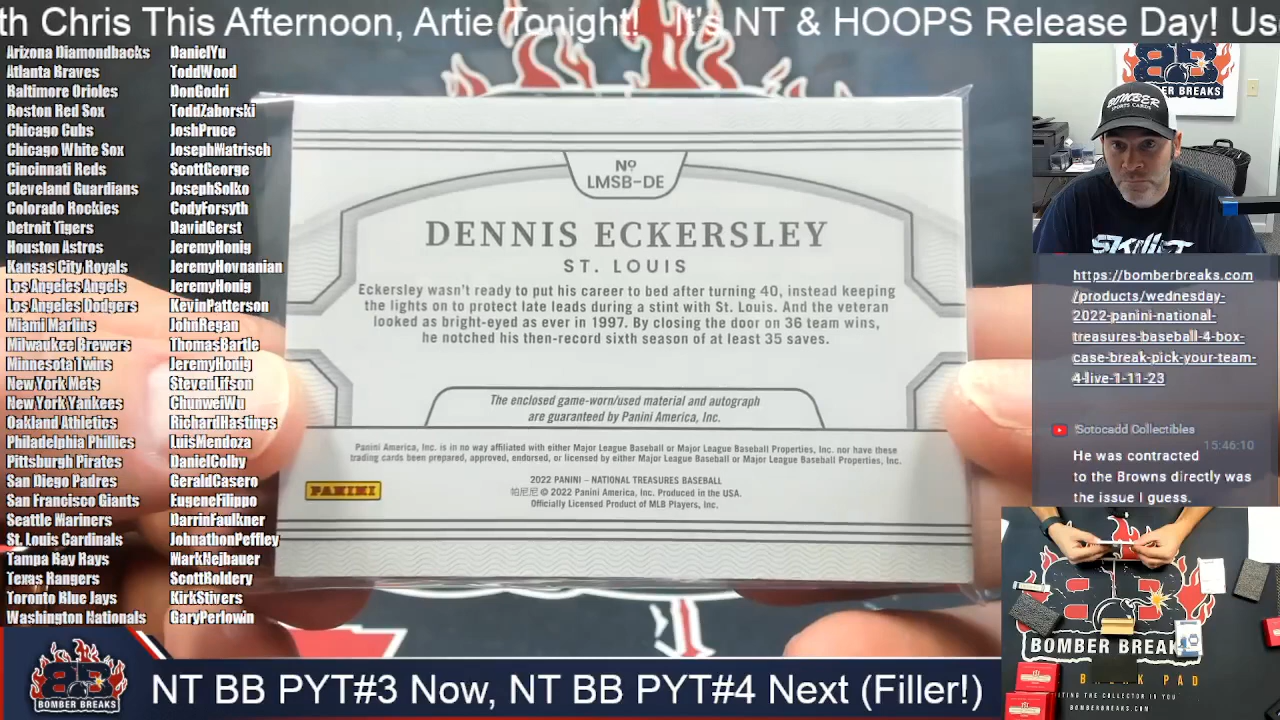 th Chris This Afternoon, Artie Tonight!   It's NT & HOOPS Release Day! Us
Arizona Diamondbacks DanielYu
Atlanta Braves ToddWood
Baltimore Orioles DonGodri
Boston Red Sox ToddZaborski
Chicago Cubs JoshPruce
Chicago White Sox JosephMatrisch
Cincinnati Reds ScottGeorge
Cleveland Guardians JosephSolko
Colorado Rockies CodyForsyth
Detroit Tigers DavidGerst
Houston Astros JeremyHonig
Kansas City Royals JeremyHovnanian
Los Angeles Angels JeremyHonig
Los Angeles Dodgers KevinPatterson
Miami Marlins JohnRegan
Milwaukee Brewers ThomasBartle
Minnesota Twins JeremyHonig
New York Mets StevenLifson
New York Yankees ChunweiWu
Oakland Athletics RichardHastings
Philadelphia Phillies LuisMendoza
Pittsburgh Pirates DanielColby
San Diego Padres GeraldCasero
San Francisco Giants EugeneFilippo
Seattle Mariners DarrinFaulkner
St. Louis Cardinals JohnathonPeffley
Tampa Bay Rays MarkNejbauer
Texas Rangers ScottBoldery
Toronto Blue Jays KirkStivers
Washington Nationals GaryPerlowin
Nº
LMSB-DE
DENNIS ECKERSLEY
ST. LOUIS
Eckersley wasn't ready to put his career to bed after turning 40, instead keeping
the lights on to protect late leads during a stint with St. Louis. And the veteran
looked as bright-eyed as ever in 1997. By closing the door on 36 team wins,
he notched his then-record sixth season of at least 35 saves.
The enclosed game-worn/used material and autograph
are guaranteed by Panini America, Inc.
Panini America, Inc. is in no way affiliated with either Major League Baseball or Major League Baseball Properties, Inc. nor have these
trading cards been prepared, approved, endorsed, or licensed by either Major League Baseball or Major League Baseball Properties, Inc.
PANINI
2022 PANINI - NATIONAL TREASURES BASEBALL
帕尼尼 © 2022 Panini America, Inc. Produced in the USA.
Officially Licensed Product of MLB Players, Inc.
BOMBER BREAKS
BOMBER
SPORTS CARDS
https://bomberbreaks.com
/products/wednesday-
2022-panini-national-
treasures-baseball-4-box-
case-break-pick-your-team-
4-live-1-11-23
Sotocadd Collectibles
15:46:10
He was contracted
to the Browns directly was
the issue I guess.
BOMBER BREAK
PAD
BOMBERBREAKS.COM
BOMBER BREAKS
NT BB PYT#3 Now, NT BB PYT#4 Next (Filler!)